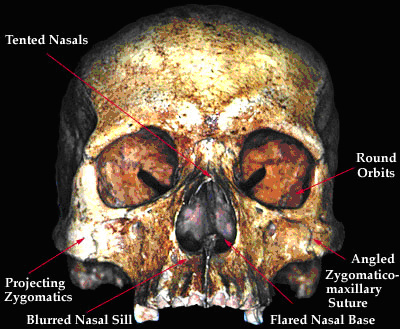 Tented Nasals
Round
Orbits
Projecting
Zygomatics
Angled
Zygomatico-
maxillary
Suture
Blurred Nasal Sill
Flared Nasal Base